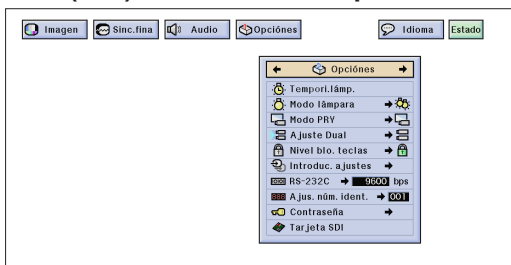 Imagen Sinc.fina Audio Opciónes Idioma Estado
Opciónes
Tempori.lámp.
Modo lámpara
Modo PRY
Ajuste Dual
Nivel blo. teclas
Introduc. ajustes
RS-232C 9600 bps
Ajus. núm. ident. 001
Contraseña
Tarjeta SDI